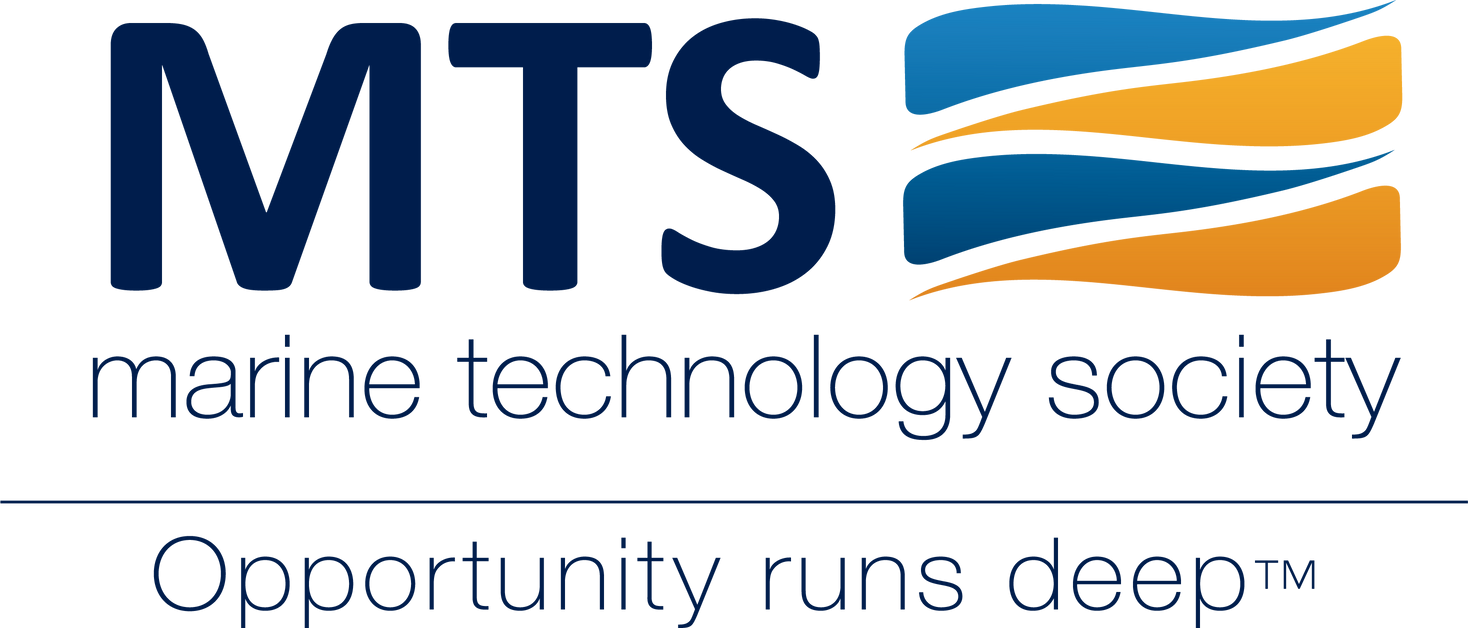 MTS
marine technology society
Opportunity runs deep™